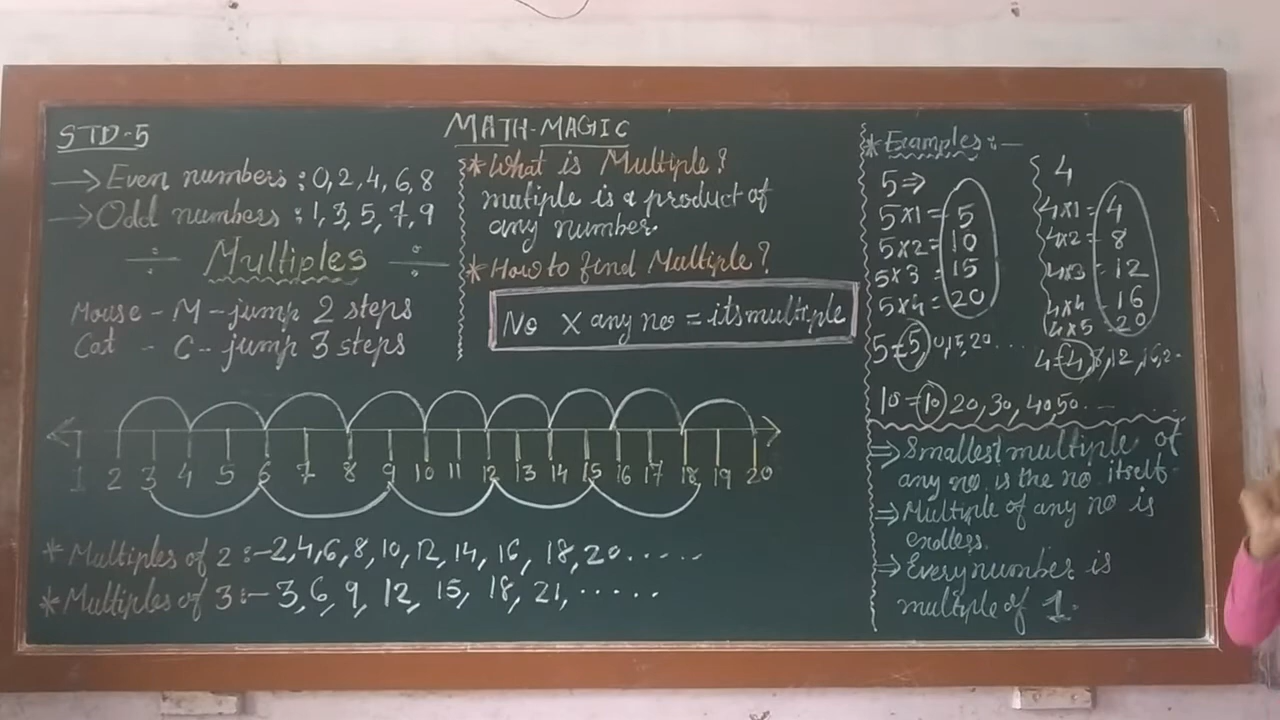 STD-5
MATH-MAGIC
→ Even numbers : 0, 2, 4, 6, 8
→ Odd numbers : 1, 3, 5, 7, 9
÷ Multiples ÷
Mouse - M - jump 2 steps
Cat - C - jump 3 steps
* What is Multiple?
mutiple is a product of
any number.
* How to find Multiple?
No X any no = its multiple
1 2 3 4 5 6 7 8 9 10 11 12 13 14 15 16 17 18 19 20
* Multiples of 2 :- 2, 4, 6, 8, 10, 12, 14, 16, 18, 20.....
* Multiples of 3 :- 3, 6, 9, 12, 15, 18, 21, .....
* Examples :-
5 ⇒
5 x 1 = 5
5 x 2 = 10
5 x 3 = 15
5 x 4 = 20
4
4 x 1 = 4
4 x 2 = 8
4 x 3 = 12
4 x 4 - 16
4 x 5 = 20
5 = 5, 0, 15, 20....
4 = 4, 8, 12, 16, 2-
10 = 10 20, 30, 40, 50....
⇒ Smallest multiple of
any no. is the no. itself
⇒ Multiple of any no is
endless.
⇒ Every number is
multiple of 1.